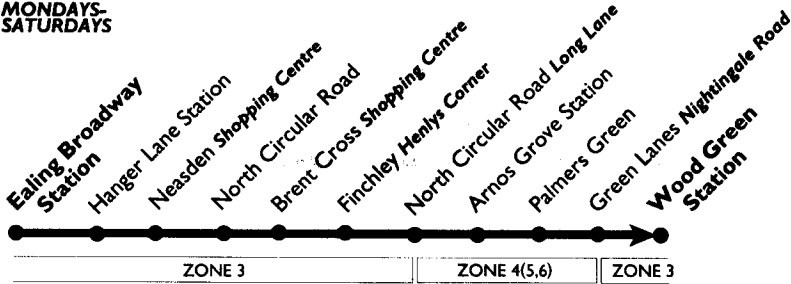 MONDAYS-
SATURDAYS
Ealing Broadway
Station
Hanger Lane Station
Neasden Shopping Centre
North Circular Road
Brent Cross Shopping Centre
Finchley Henlys Corner
North Circular Road Long Lane
Arnos Grove Station
Palmers Green
Green Lanes Nightingale Road
Wood Green
Station
ZONE 3
ZONE 4(5,6)
ZONE 3